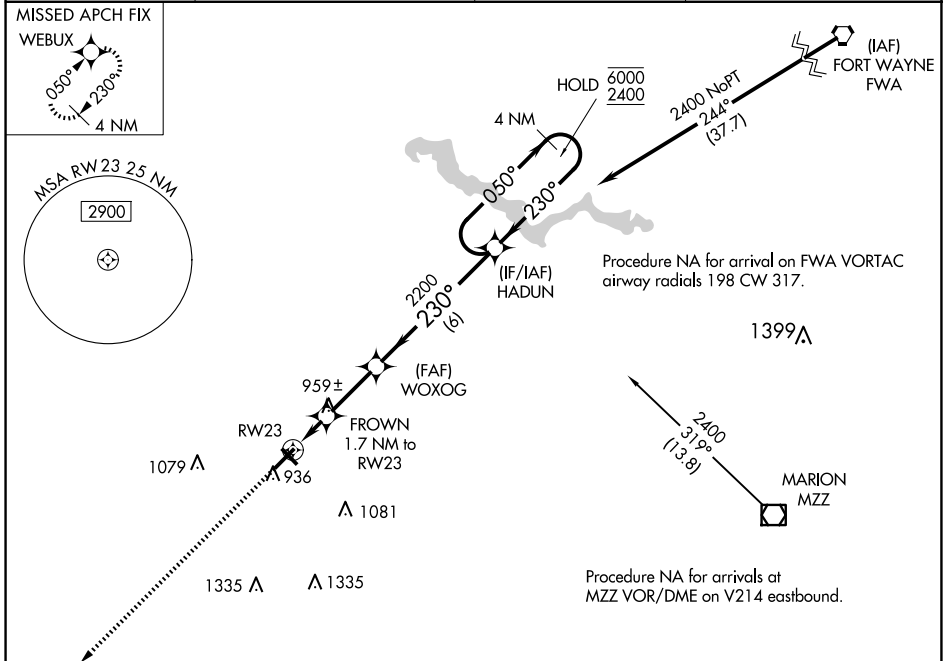 MISSED APCH FIX
WEBUX
050°
230°
4 NM
MSA RW23 25 NM
2900
(IAF)
FORT WAYNE
FWA
2400 NoPT
244°
(37.7)
HOLD 6000
2400
4 NM
050°
230°
(IF/IAF)
HADUN
Procedure NA for arrival on FWA VORTAC
airway radials 198 CW 317.
1399
2200
230°
(6)
(FAF)
WOXOG
959±
FROWN
1.7 NM to
RW23
RW23
1079
936
1081
2400
319°
(13.8)
MARION
MZZ
1335
1335
Procedure NA for arrivals at
MZZ VOR/DME on V214 eastbound.